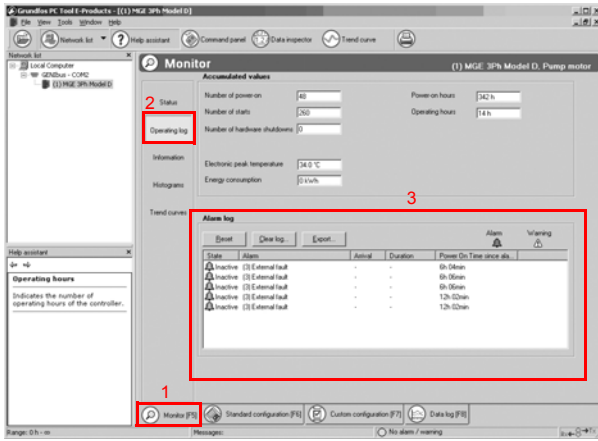 Grundfos PC Tool E-Products - [(1) MGE 3Ph Model D]
File View Tools Window Help
Network list Help assistant Command panel Data inspector Trend curve
Network list
Local Computer
GENIbus - COM2
(1) MGE 3Ph Model D
Monitor
(1) MGE 3Ph Model D, Pump motor
2
Status
Operating log
Information
Histograms
Trend curves
Accumulated values
Number of power-on 40
Power-on hours 342 h
Number of starts 260
Operating hours 14 h
Number of hardware shutdowns 0
Electronic peak temperature 34.0 °C
Energy consumption 0 kWh
3
Alarm log
Reset Clear log... Export...
Alarm Warning
State Alarm Arrival Duration Power On Time since ala...
Inactive (3) External fault - - 6h 04min
Inactive (3) External fault - - 6h 06min
Inactive (3) External fault - - 6h 06min
Inactive (3) External fault - - 12h 02min
Inactive (3) External fault - - 12h 02min
Help assistant
Operating hours
Indicates the number of
operating hours of the controller.
1
Monitor [F5] Standard configuration [F6] Custom configuration [F7] Data log [F8]
Range: 0 h - ∞ Messages: No alarm / warning